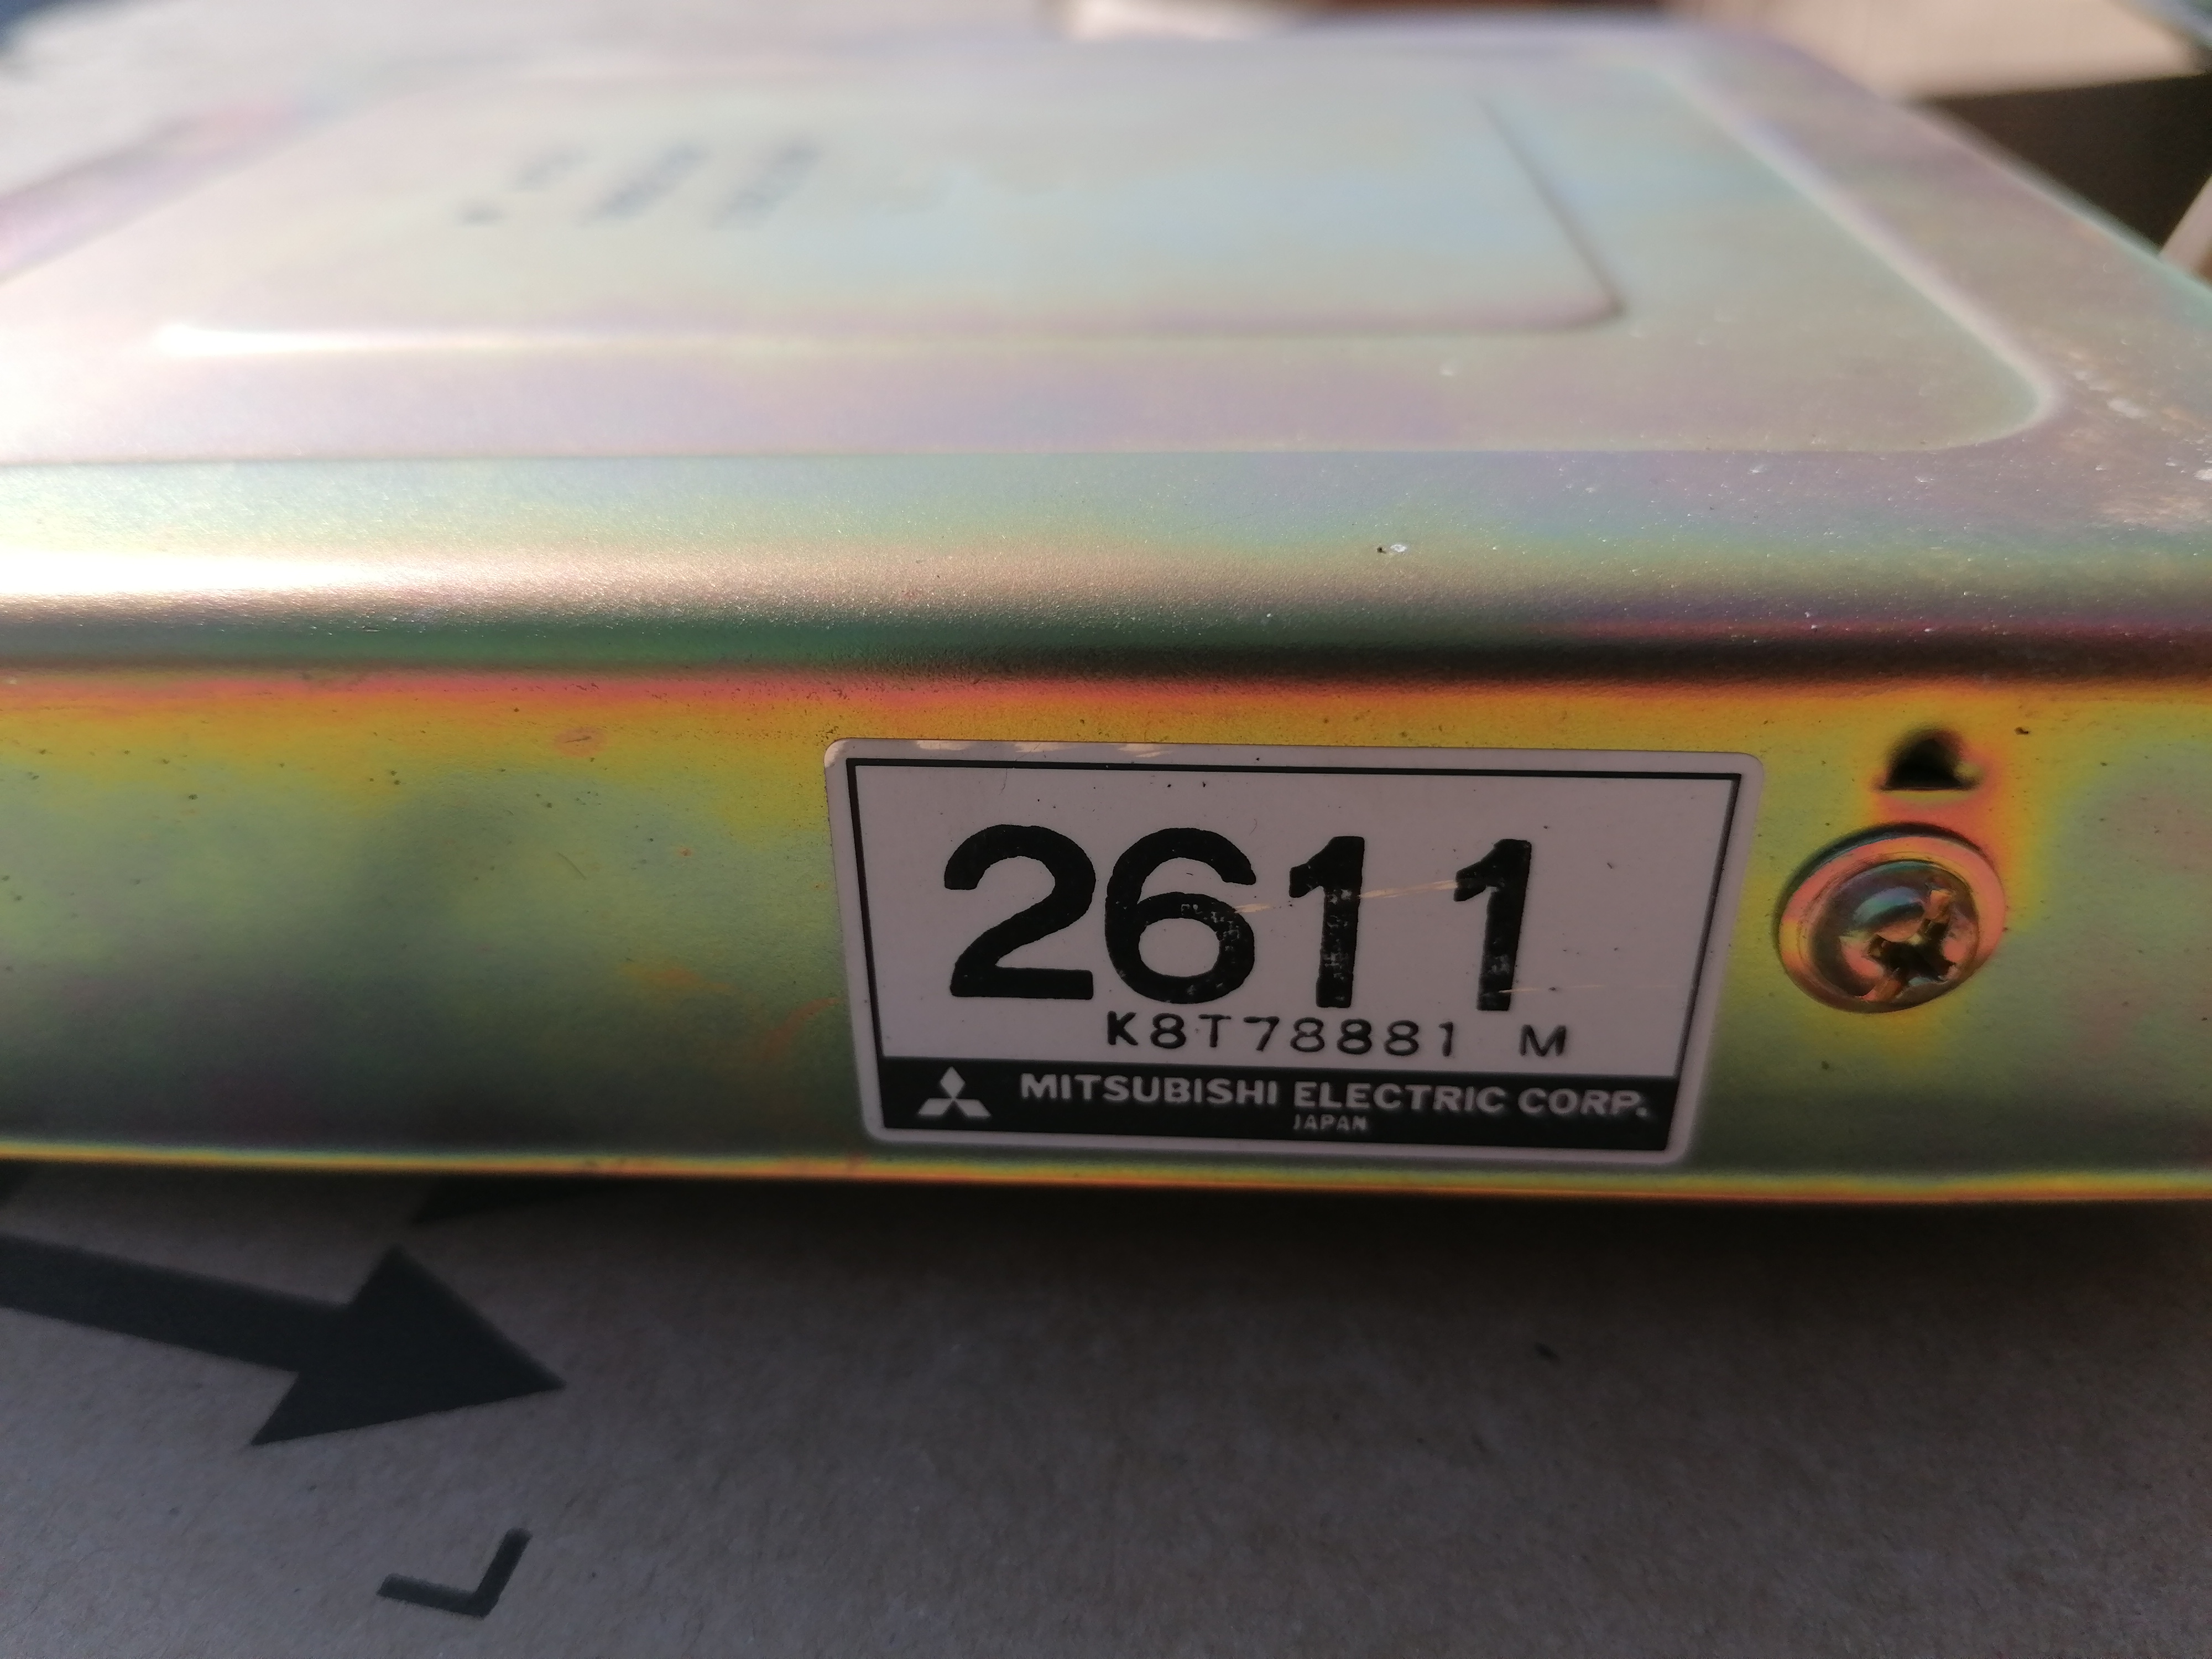 2611
K8T78881 M
MITSUBISHI ELECTRIC CORP.
JAPAN